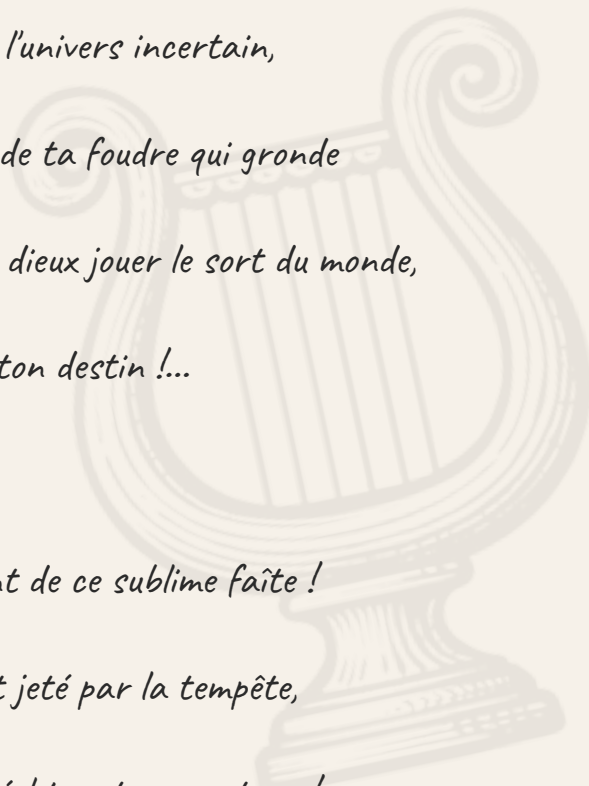 l'univers incertain,
de ta foudre qui gronde
dieux jouer le sort du monde,
ton destin !...
nt de ce sublime faîte !
t jeté par la tempête,